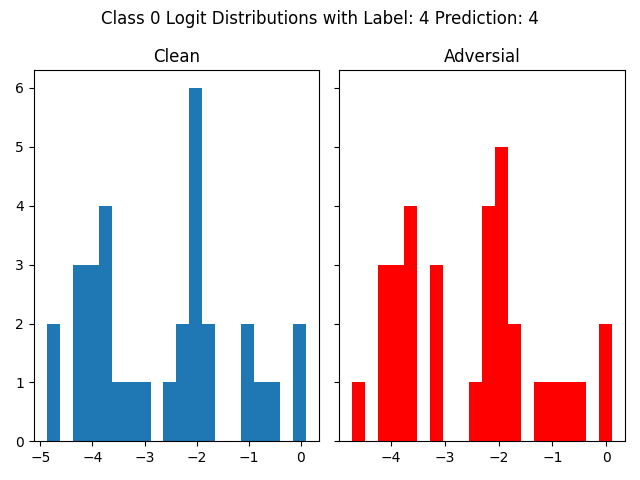 Class 0 Logit Distributions with Label: 4 Prediction: 4
Clean
Adversial
6
5
4
3
2
1
0
−5 −4 −3 −2 −1 0
−4 −3 −2 −1 0